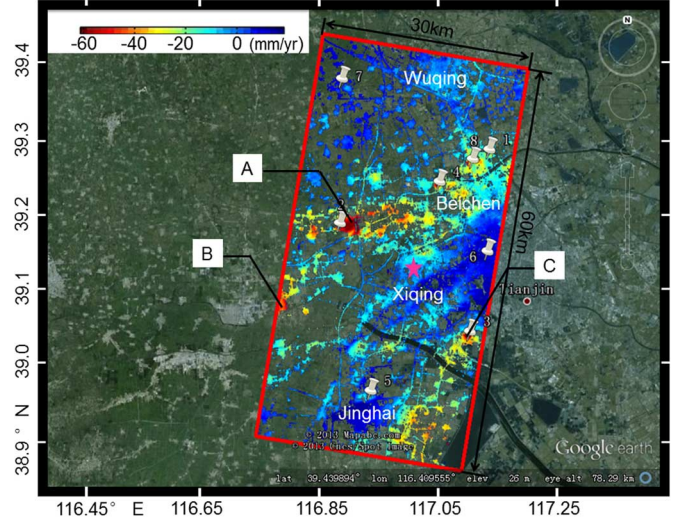 -60 -40 -20 0 (mm/yr)
30km
N
39.4
39.3
39.2
39.1
39.0
38.9 ° N
Wuqing
7
8
1
4
A
Beichen
2
60km
B
6
C
Xiqing
Tianjin
3
5
Jinghai
© 2013 Mapabc.com
© 2013 Cnes/Spot Image
Google earth
lat 39.439894° lon 116.409555° elev 26 m eye alt 78.29 km
116.45° E 116.65 116.85 117.05 117.25